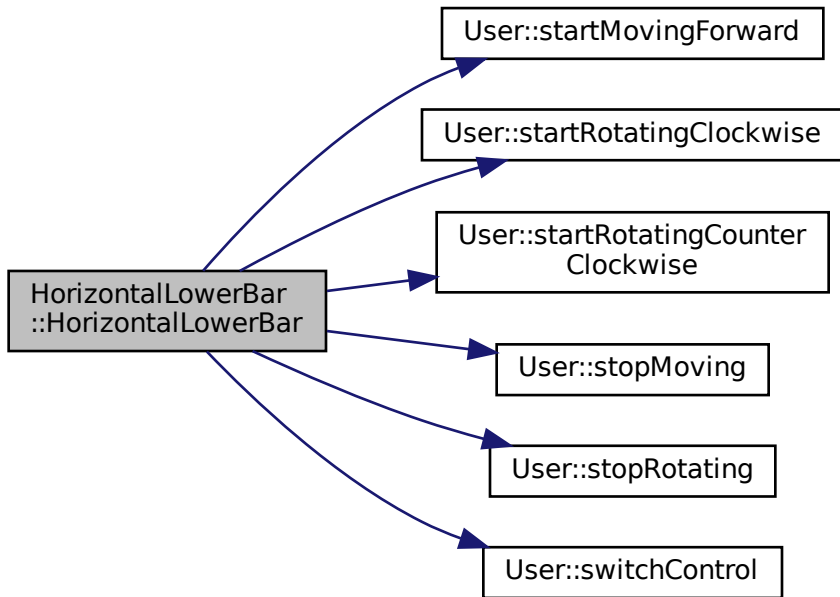 User::startMovingForward
User::startRotatingClockwise
User::startRotatingCounter
Clockwise
HorizontalLowerBar
::HorizontalLowerBar
User::stopMoving
User::stopRotating
User::switchControl